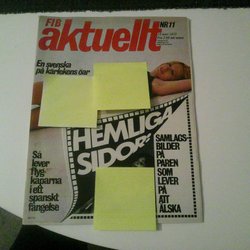 FIB
aktuellt
NR 11
En svenska
på kärlekens öar
HEMLIGA
SIDOR:
SAMLAGS-
BILDER
PÅ
PAREN
SOM
LEVER
PÅ
ATT
ÄLSKA
Så
lever
flyg-
kaparna
i ett
spanskt
fängelse